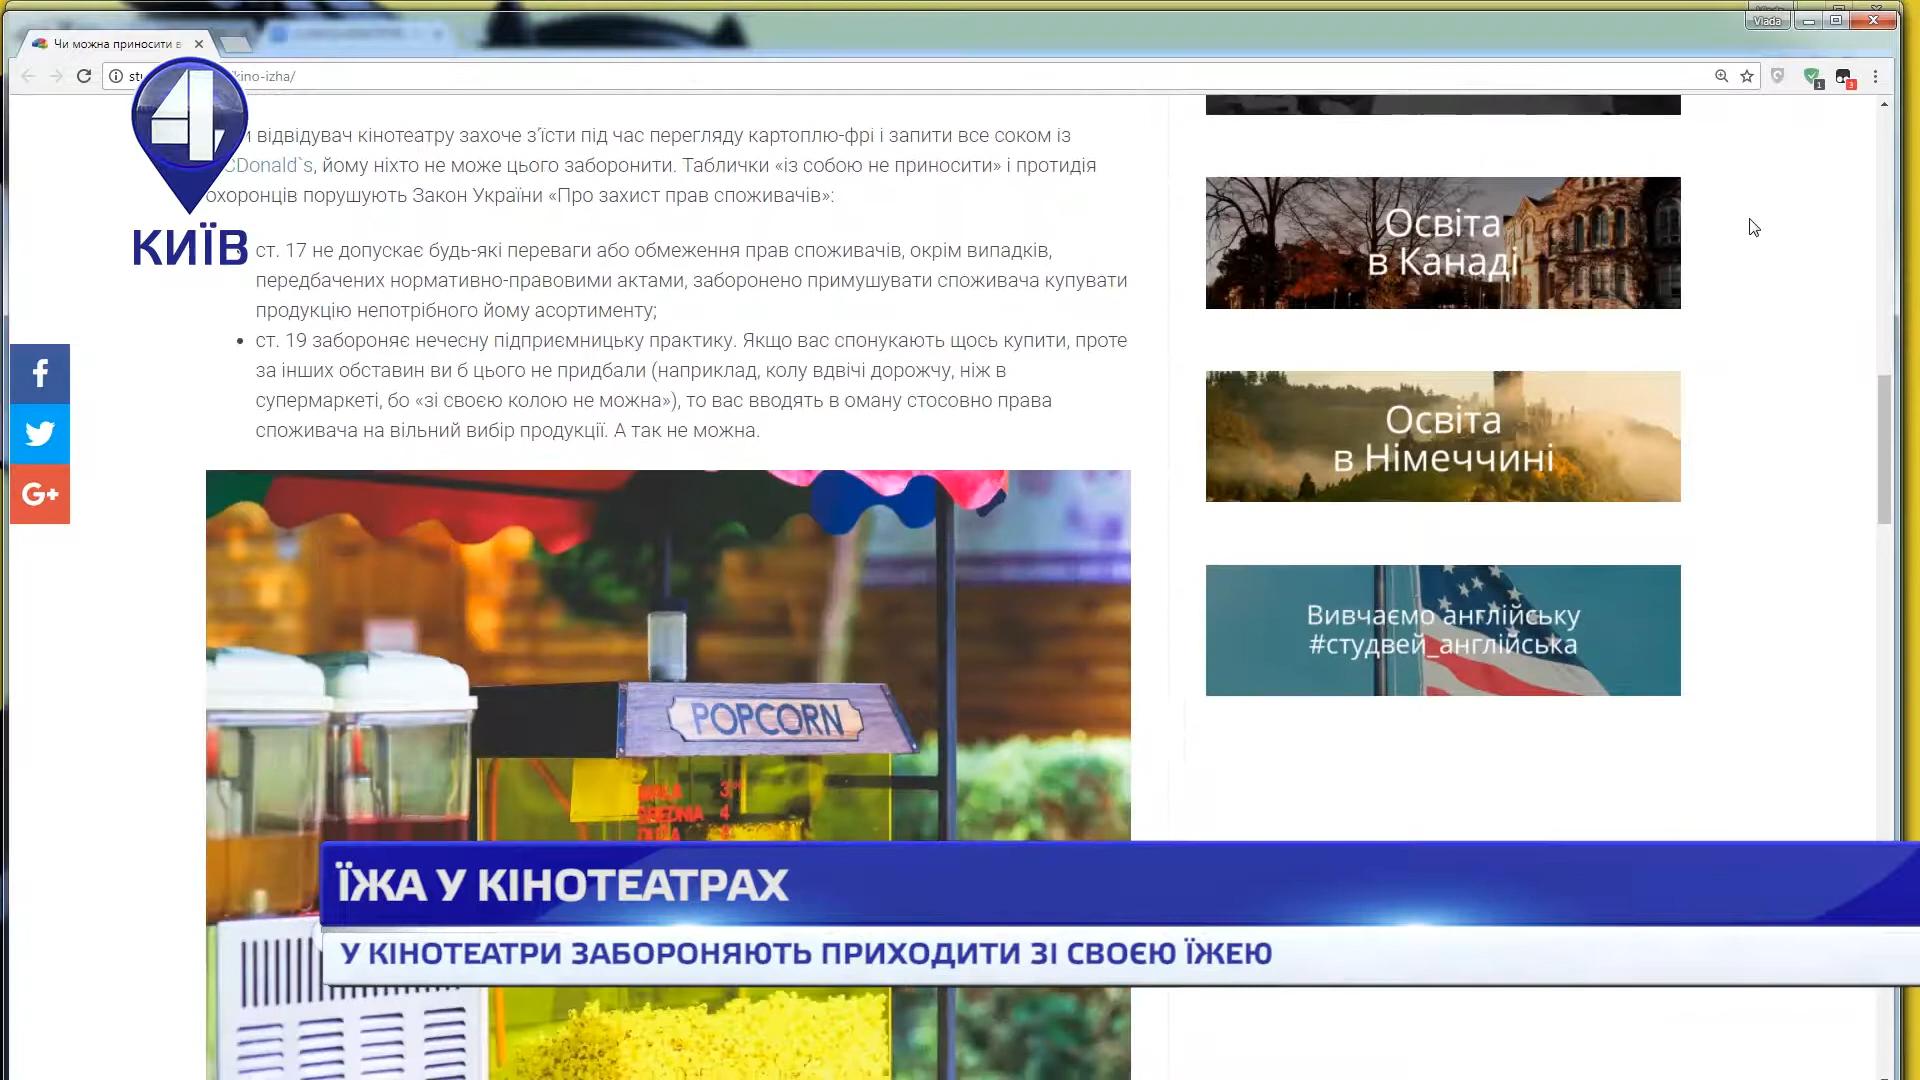 Vlada
Чи можна приносити в
kino-izha/
1
3
4
КИЇВ
відвідувач кінотеатру захоче з’їсти під час перегляду картоплю-фрі і запити все соком із
Donald`s, йому ніхто не може цього заборонити. Таблички «із собою не приносити» і протидія
охоронців порушують Закон України «Про захист прав споживачів»:
ст. 17 не допускає будь-які переваги або обмеження прав споживачів, окрім випадків,
передбачених нормативно-правовими актами, заборонено примушувати споживача купувати
продукцію непотрібного йому асортименту;
• ст. 19 забороняє нечесну підприємницьку практику. Якщо вас спонукають щось купити, проте
за інших обставин ви б цього не придбали (наприклад, колу вдвічі дорожчу, ніж в
супермаркеті, бо «зі своєю колою не можна»), то вас вводять в оману стосовно права
споживача на вільний вибір продукції. А так не можна.
f
G+
Освіта
в Канаді
Освіта
в Німеччині
Вивчаємо англійську
#студвей_англійська
POPCORN
ЇЖА У КІНОТЕАТРАХ
У КІНОТЕАТРИ ЗАБОРОНЯЮТЬ ПРИХОДИТИ ЗІ СВОЄЮ ЇЖЕЮ